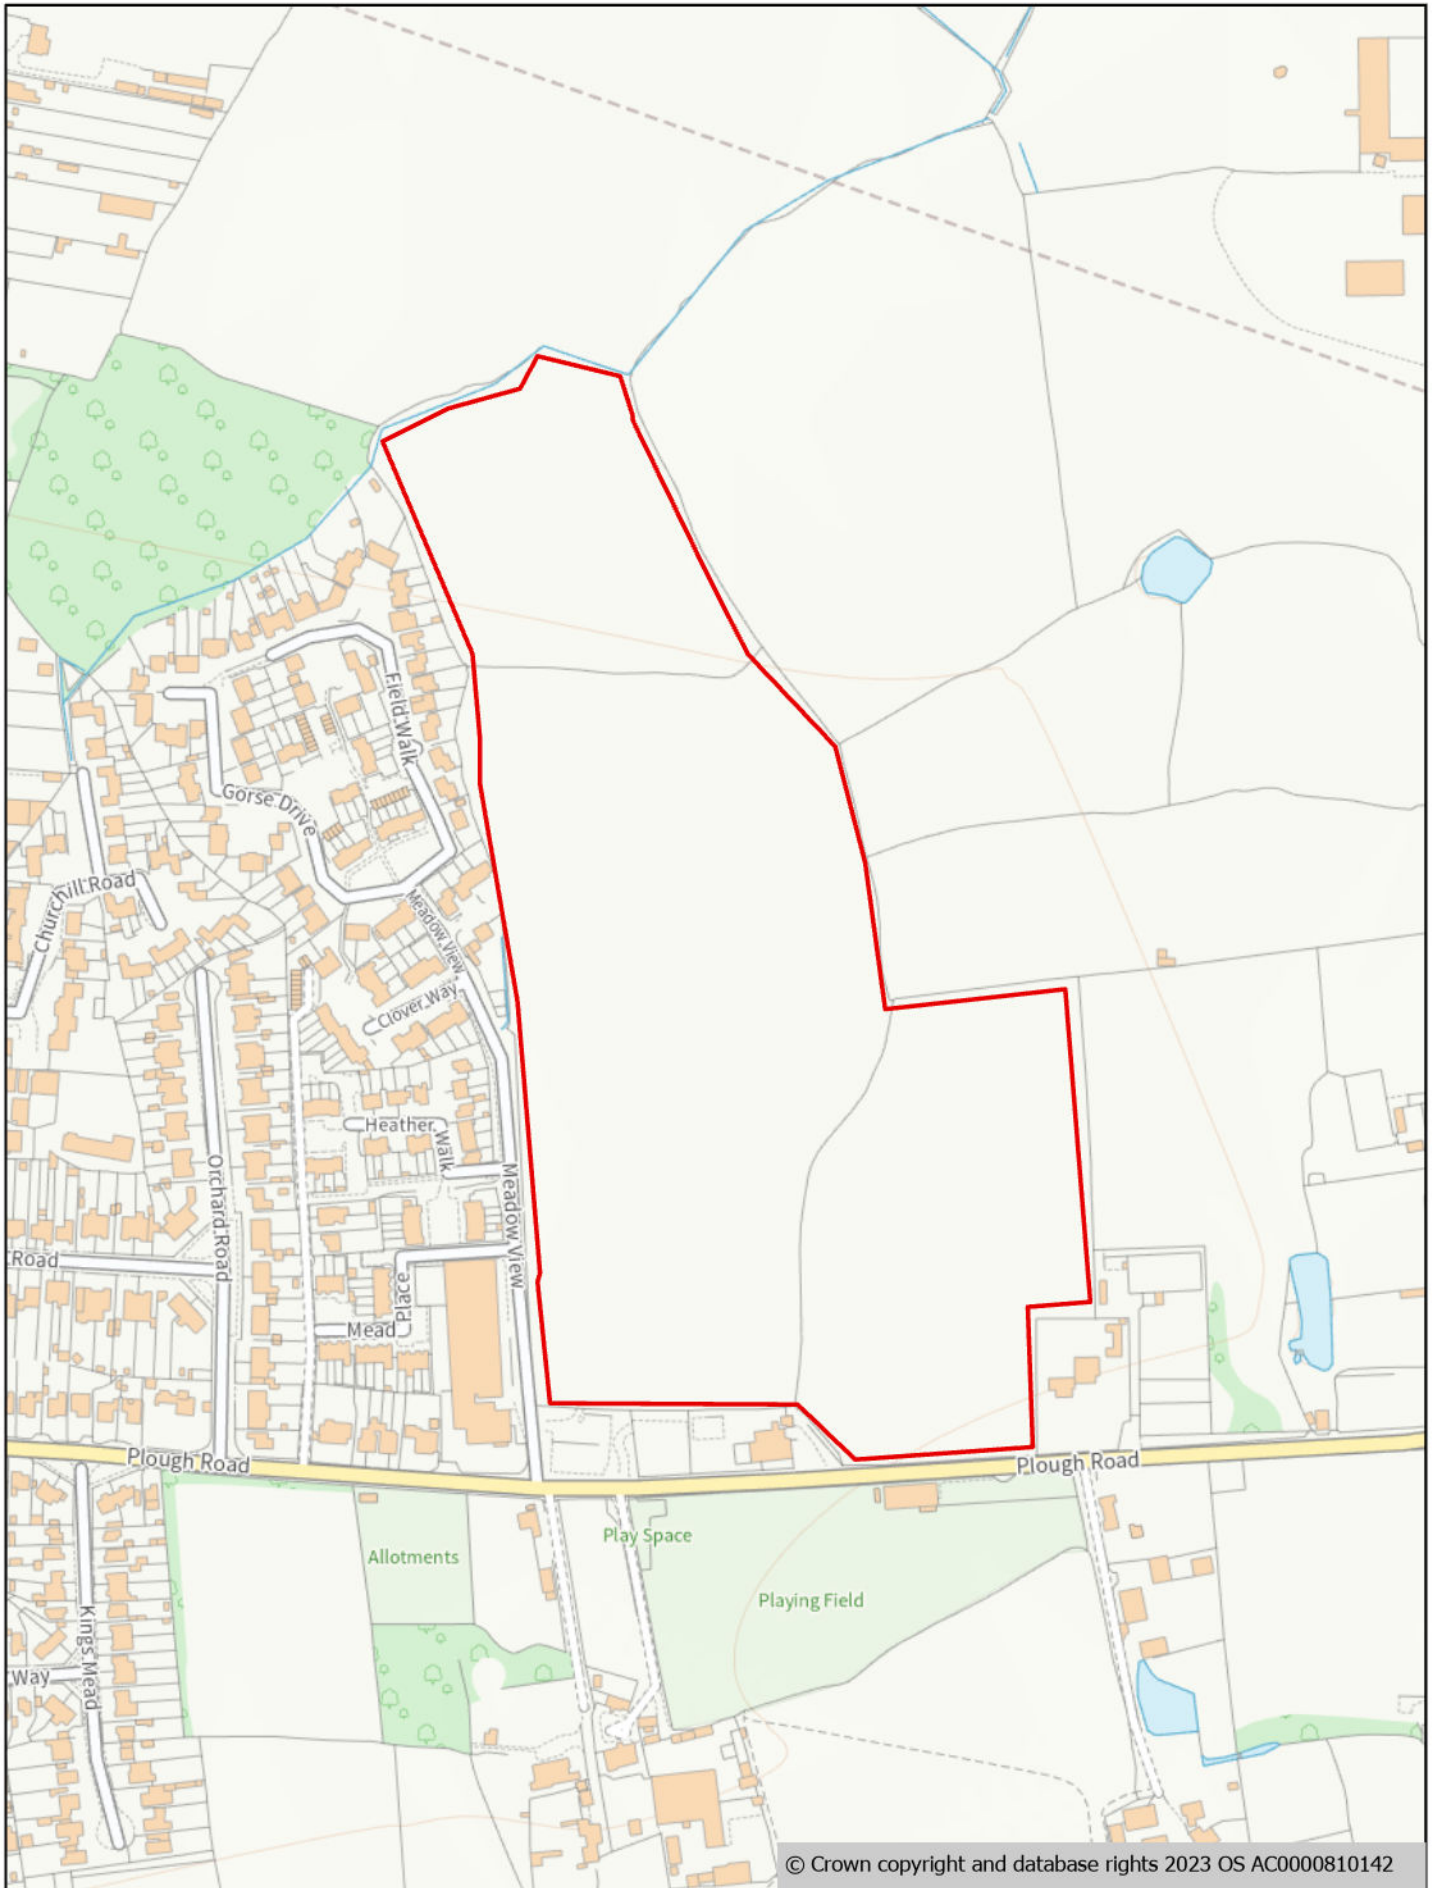 Field Walk
Gorse Drive
Churchill Road
Meadow View
Clover Way
Heather Walk
Orchard Road
Meadow View
Road
Mead Place
Plough Road
Plough Road
Play Space
Allotments
Playing Field
Kings Mead
Way
© Crown copyright and database rights 2023 OS AC0000810142